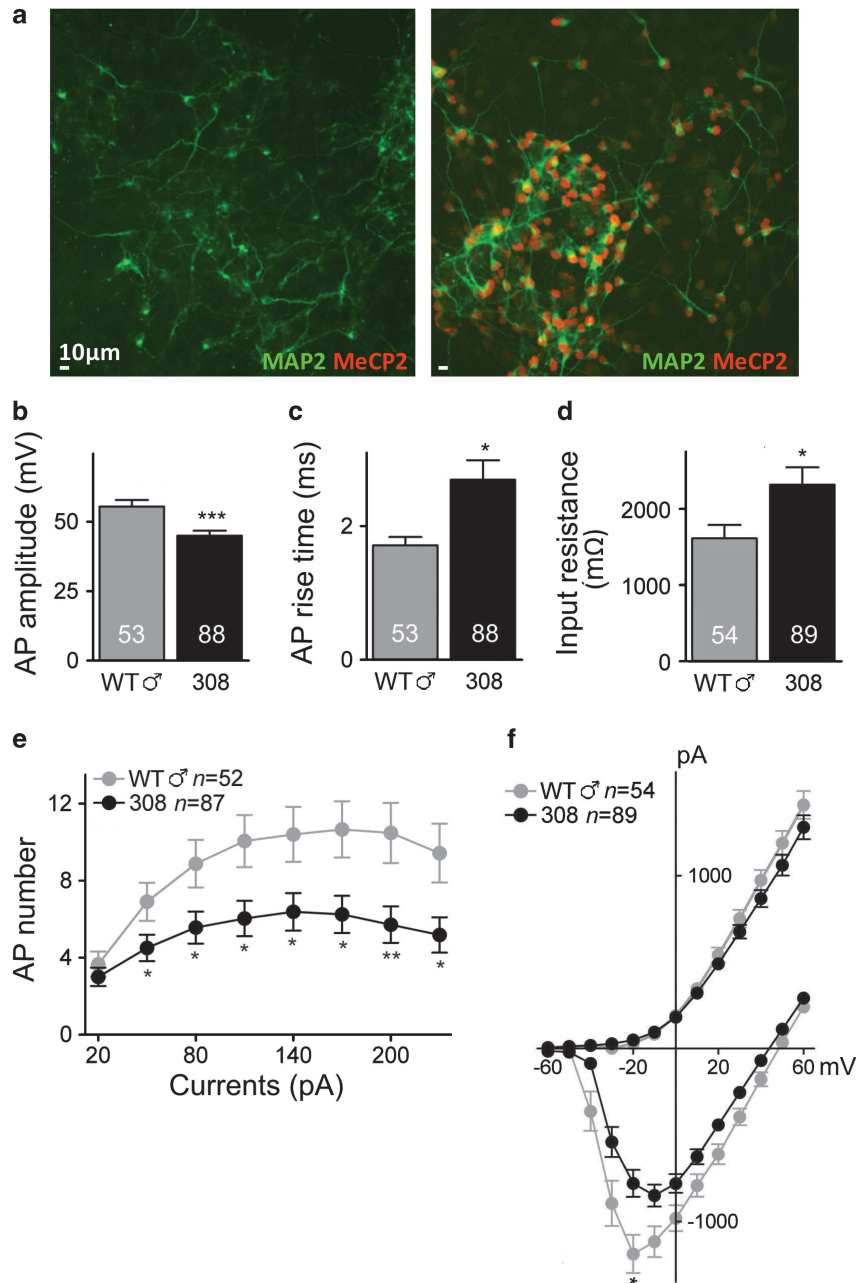 a
10µm
MAP2 MeCP2
MAP2 MeCP2
b
AP amplitude (mV)
50
25
0
***
53
88
WT♂
308
c
AP rise time (ms)
2
0
*
53
88
WT♂
308
d
Input resistance
(mΩ)
2000
1000
0
*
54
89
WT♂
308
e
WT ♂ n=52
308 n=87
AP number
12
8
4
0
* * * * * ** *
20 80 140 200
Currents (pA)
f
pA
WT ♂ n=54
308 n=89
1000
-60 -20 20 60 mV
-1000
*